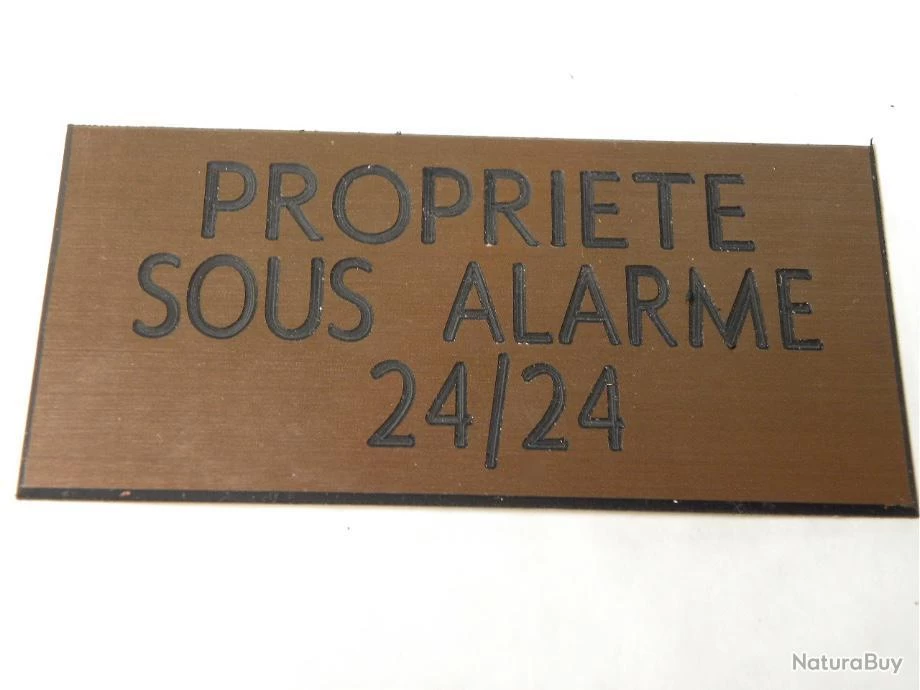 PROPRIETE
SOUS ALARME
24/24
NaturaBuy